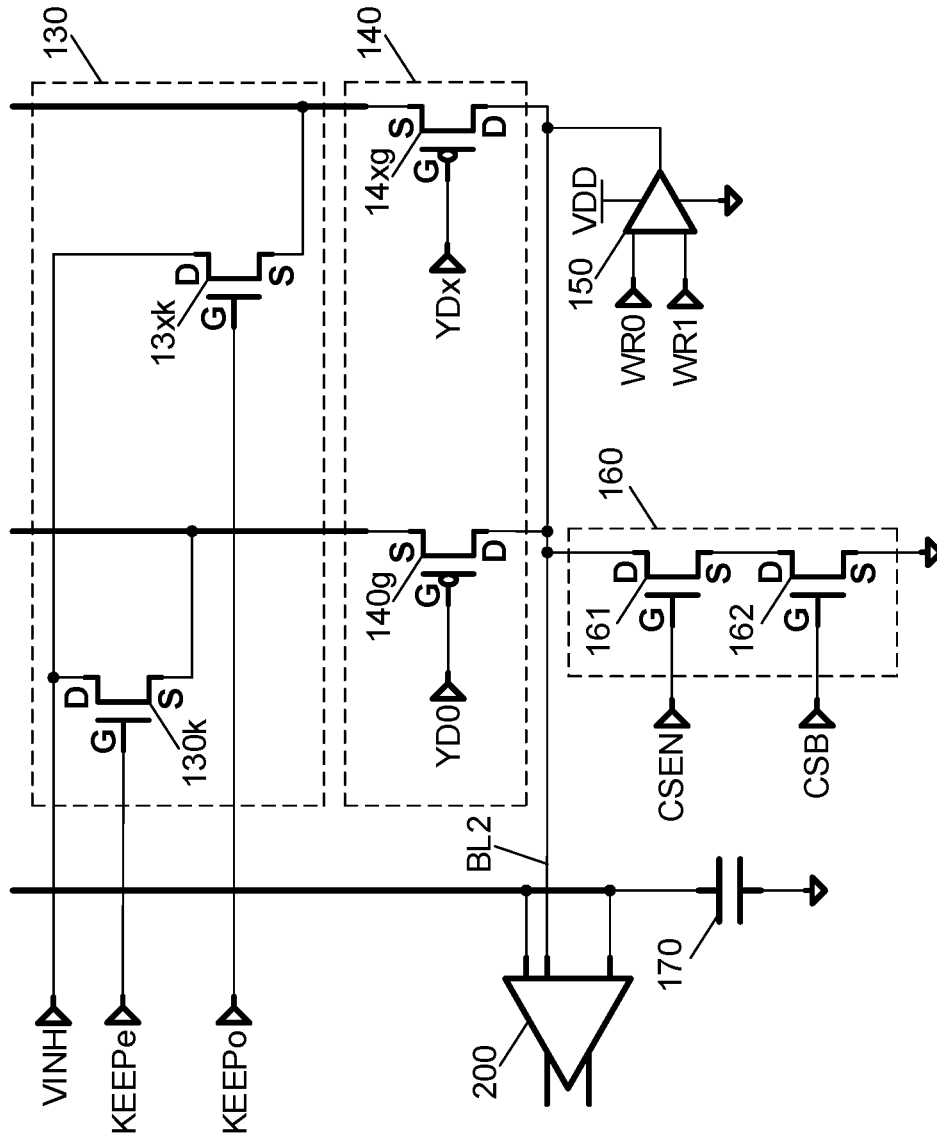 VINH
KEEPe
KEEPo
130
D
G
S
130k
D
G
S
13xk
140
S
G
D
140g
YD0
S
G
D
14xg
YDx
BL2
200
170
160
D
G
S
161
CSEN
D
G
S
162
CSB
150
VDD
WR0
WR1